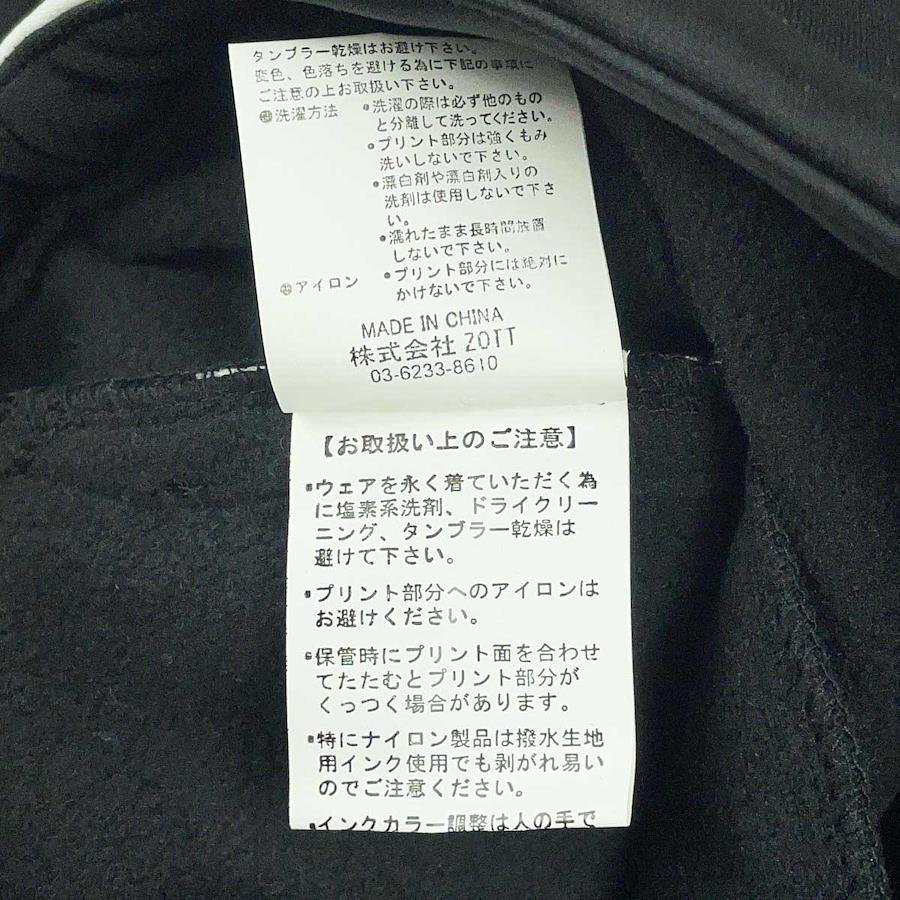 タンブラー乾燥はお避け下さい。
変色、色落ちを避ける為に下記の事項に
ご注意の上お取扱い下さい。
洗濯方法 ●洗濯の際は必ず他のもの
と分離して洗ってください。
●プリント部分は強くもみ
洗いしないで下さい。
●漂白剤や漂白剤入りの
洗剤は使用しないで下さ
い。
●濡れたまま長時間放置
しないで下さい。
アイロン ●プリント部分には絶対に
かけないで下さい。
MADE IN CHINA
株式会社 ZOTT
03-6233-8610
【お取扱い上のご注意】
●ウェアを永く着ていただく為
に塩素系洗剤、ドライクリー
ニング、タンブラー乾燥は
避けて下さい。
●プリント部分へのアイロンは
お避けください。
●保管時にプリント面を合わせ
てたたむとプリント部分が
くっつく場合があります。
●特にナイロン製品は撥水生地
用インク使用でも剥がれ易い
のでご注意ください。
●インクカラー調整は人の手で